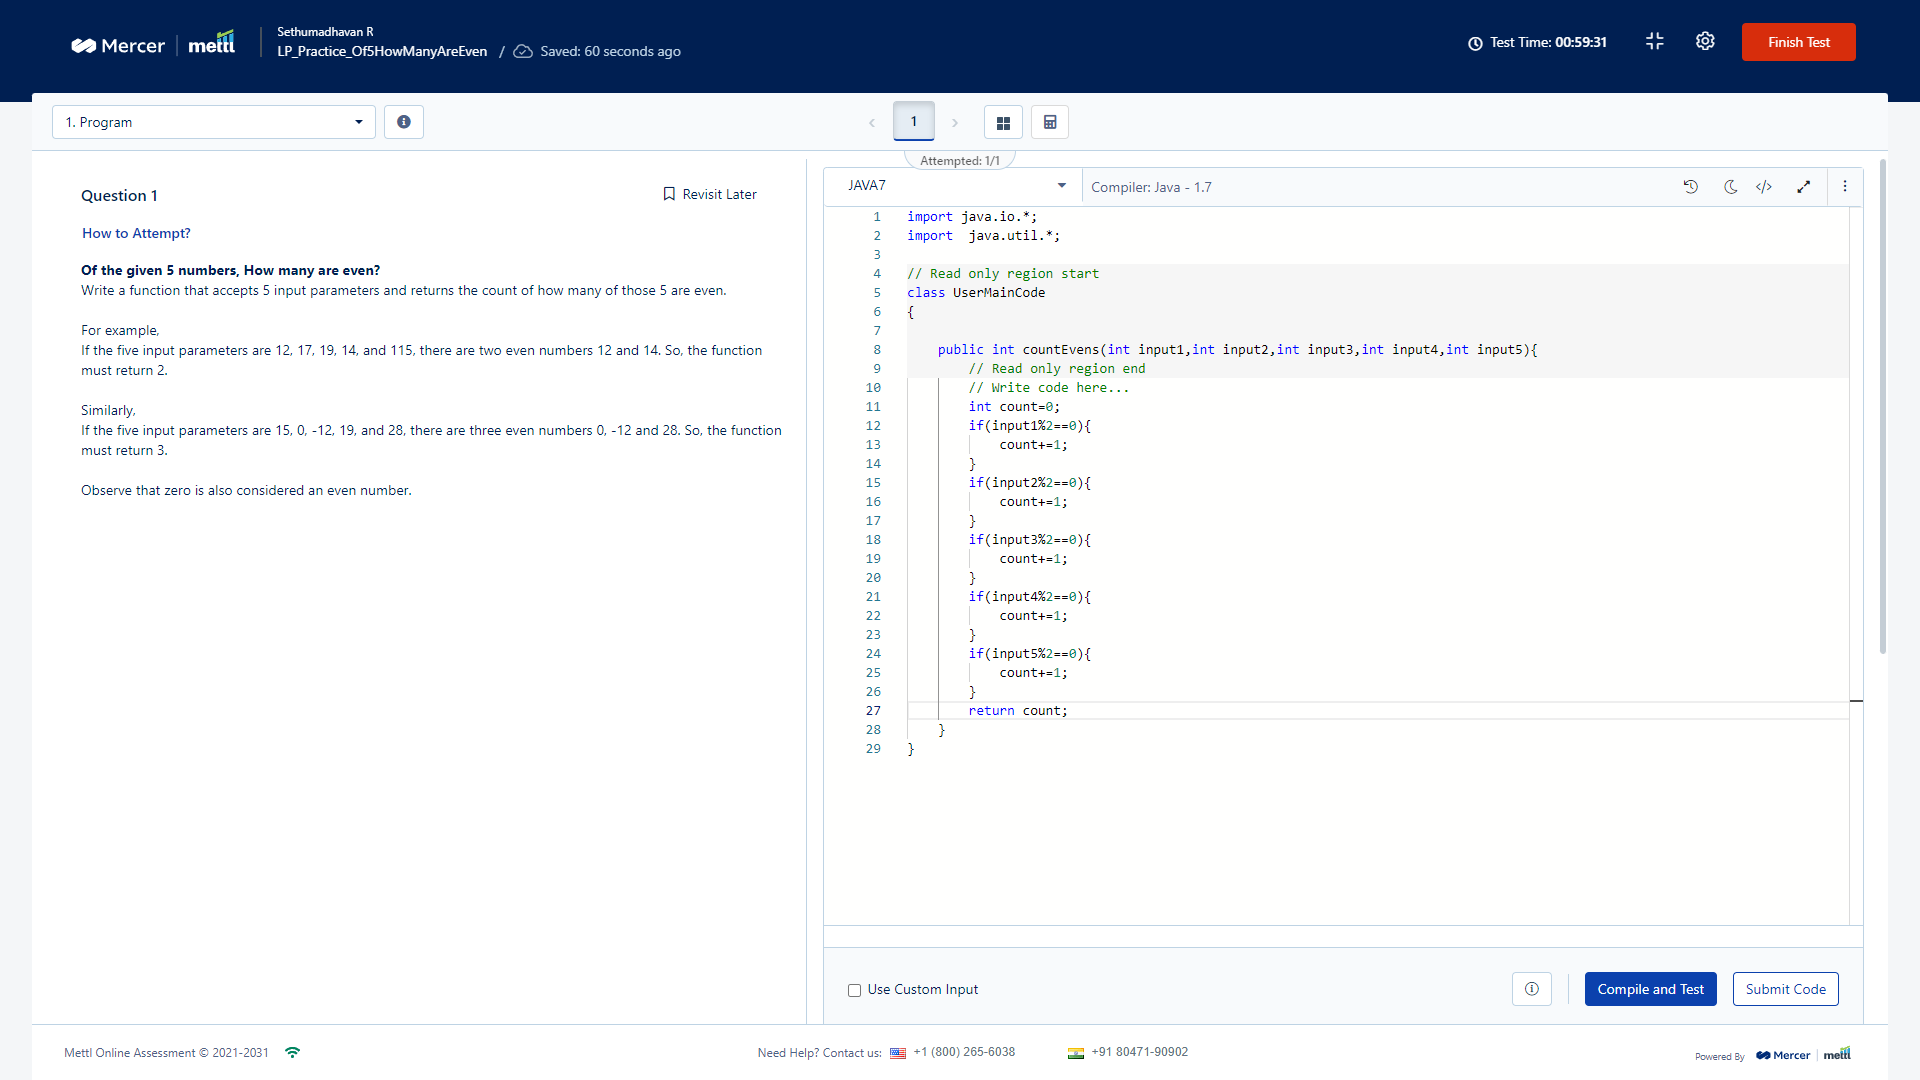 Mercer | mettl
Sethumadhavan R
LP_Practice_Of5HowManyAreEven / Saved: 60 seconds ago
Test Time: 00:59:31
Finish Test
1. Program
1
Attempted: 1/1
Question 1
Revisit Later
How to Attempt?
Of the given 5 numbers, How many are even?
Write a function that accepts 5 input parameters and returns the count of how many of those 5 are even.
For example,
If the five input parameters are 12, 17, 19, 14, and 115, there are two even numbers 12 and 14. So, the function
must return 2.
Similarly,
If the five input parameters are 15, 0, -12, 19, and 28, there are three even numbers 0, -12 and 28. So, the function
must return 3.
Observe that zero is also considered an even number.
JAVA7
Compiler: Java - 1.7
1 import java.io.*;
2 import  java.util.*;
3
4 // Read only region start
5 class UserMainCode
6 {
7
8     public int countEvens(int input1,int input2,int input3,int input4,int input5){
9         // Read only region end
10         // Write code here...
11         int count=0;
12         if(input1%2==0){
13             count+=1;
14         }
15         if(input2%2==0){
16             count+=1;
17         }
18         if(input3%2==0){
19             count+=1;
20         }
21         if(input4%2==0){
22             count+=1;
23         }
24         if(input5%2==0){
25             count+=1;
26         }
27         return count;
28     }
29 }
Use Custom Input
Compile and Test
Submit Code
Mettl Online Assessment © 2021-2031
Need Help? Contact us: +1 (800) 265-6038
+91 80471-90902
Powered By Mercer | mettl